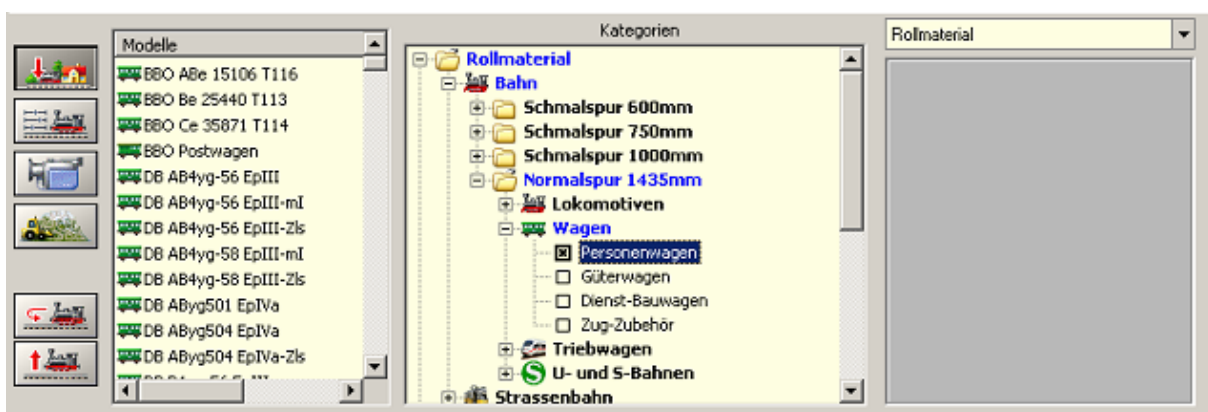 Modelle
BBO ABe 15106 T116
BBO Be 25440 T113
BBO Ce 35871 T114
BBO Postwagen
DB AB4yg-56 EpIII
DB AB4yg-56 EpIII-mI
DB AB4yg-56 EpIII-Zls
DB AB4yg-58 EpIII-mI
DB AB4yg-58 EpIII-Zls
DB AByg501 EpIVa
DB AByg504 EpIVa
DB AByg504 EpIVa-Zls
Kategorien
Rollmaterial
Bahn
Schmalspur 600mm
Schmalspur 750mm
Schmalspur 1000mm
Normalspur 1435mm
Lokomotiven
Wagen
Personenwagen
Güterwagen
Dienst-Bauwagen
Zug-Zubehör
Triebwagen
S U- und S-Bahnen
Strassenbahn
Rollmaterial